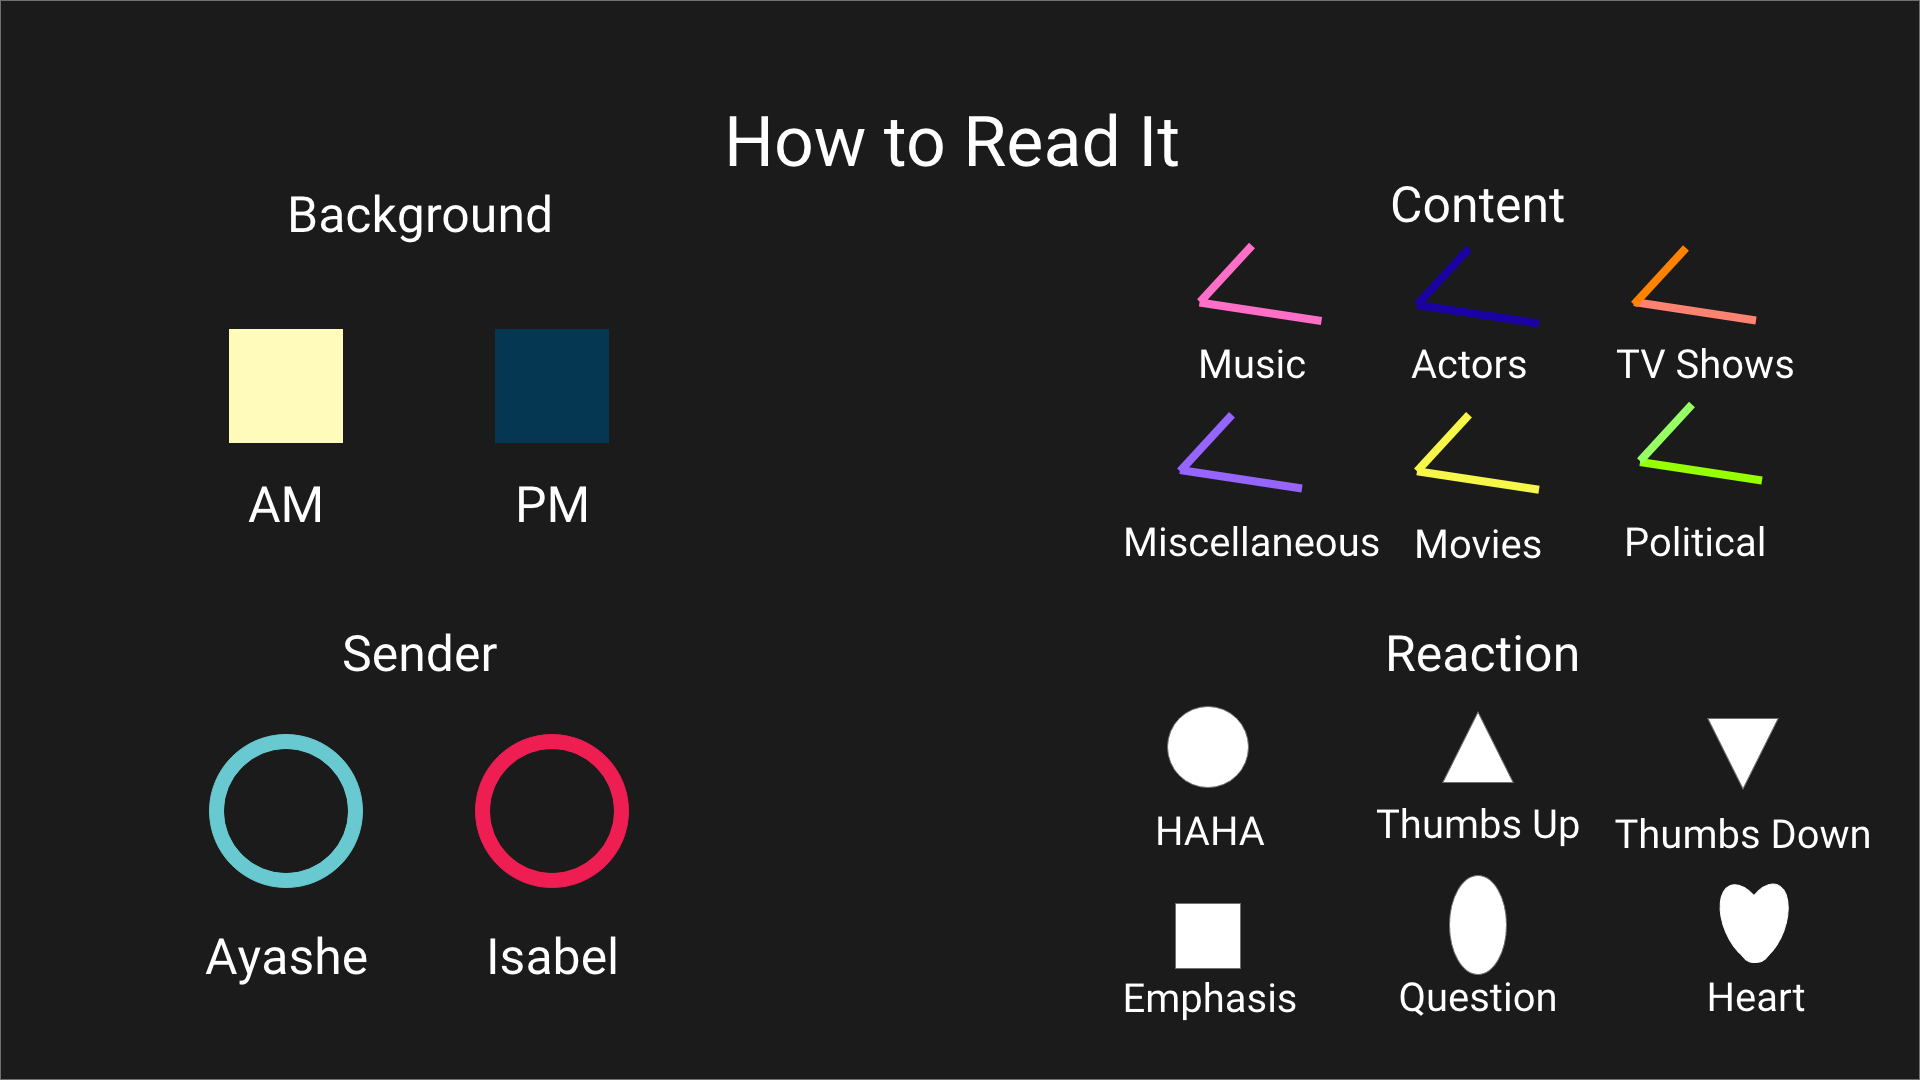 How to Read It
Background
AM
PM
Sender
Ayashe
Isabel
Content
Music
Actors
TV Shows
Miscellaneous
Movies
Political
Reaction
HAHA
Thumbs Up
Thumbs Down
Emphasis
Question
Heart